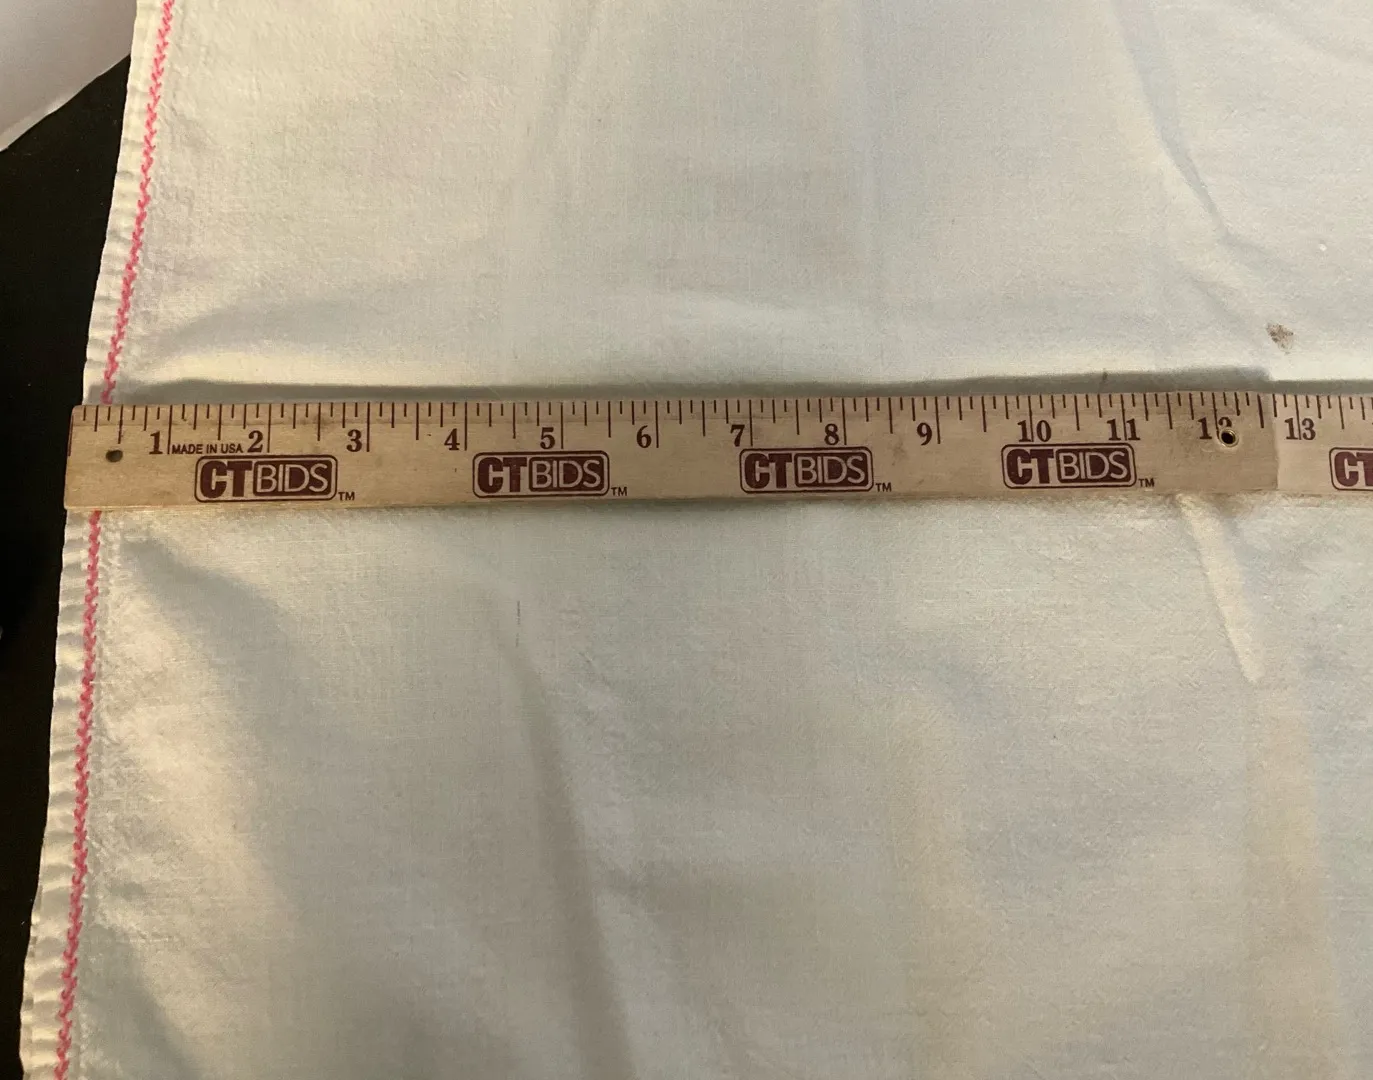 1 MADE IN USA 2 3 4 5 6 7 8 9 10 11 12 13
CTBIDS™ CTBIDS™ CTBIDS™ CTBIDS™ CT